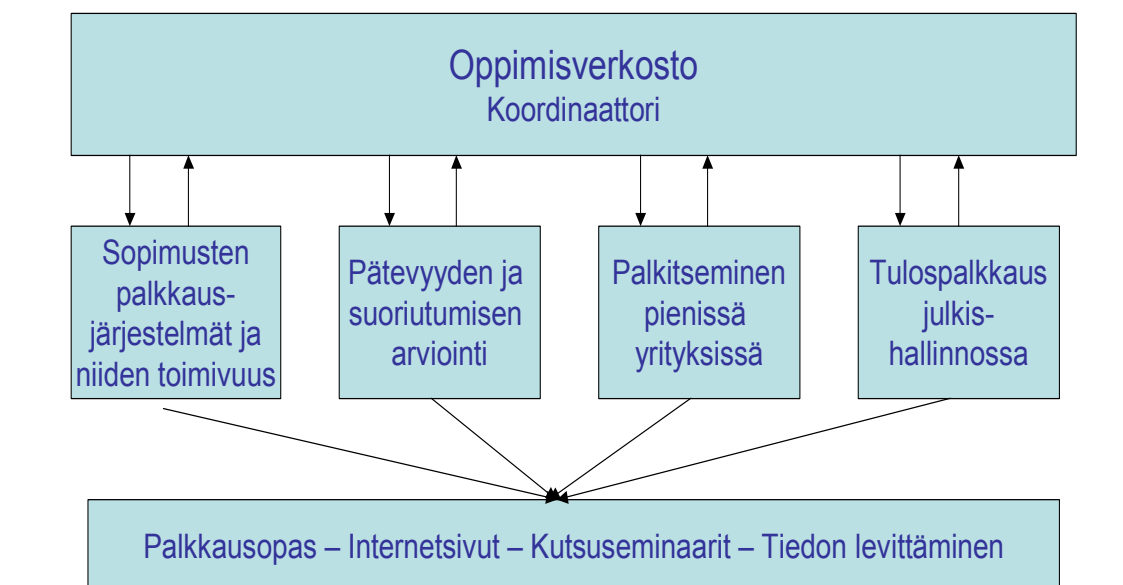 Oppimisverkosto
Koordinaattori
Sopimusten
palkkaus-
järjestelmät ja
niiden toimivuus
Pätevyyden ja
suoriutumisen
arviointi
Palkitseminen
pienissä
yrityksissä
Tulospalkkaus
julkis-
hallinnossa
Palkkausopas – Internetsivut – Kutsuseminaarit – Tiedon levittäminen